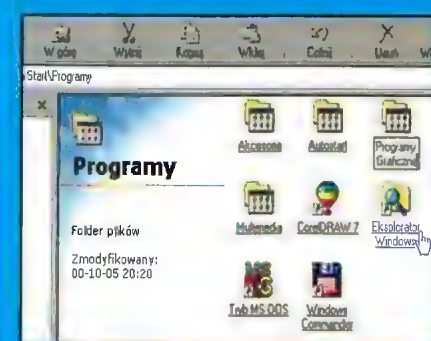 W górę Wytnij Kopiuj Wklej Cofnij Usuń
Start\Programy
Programy
Folder plików
Zmodyfikowany:
00-10-05 20:20
Akcesoria Autostart Programy
Graficzne
Multimedia CorelDRAW 7 Eksplorator
Windows
Tryb MS-DOS Windows
Commander